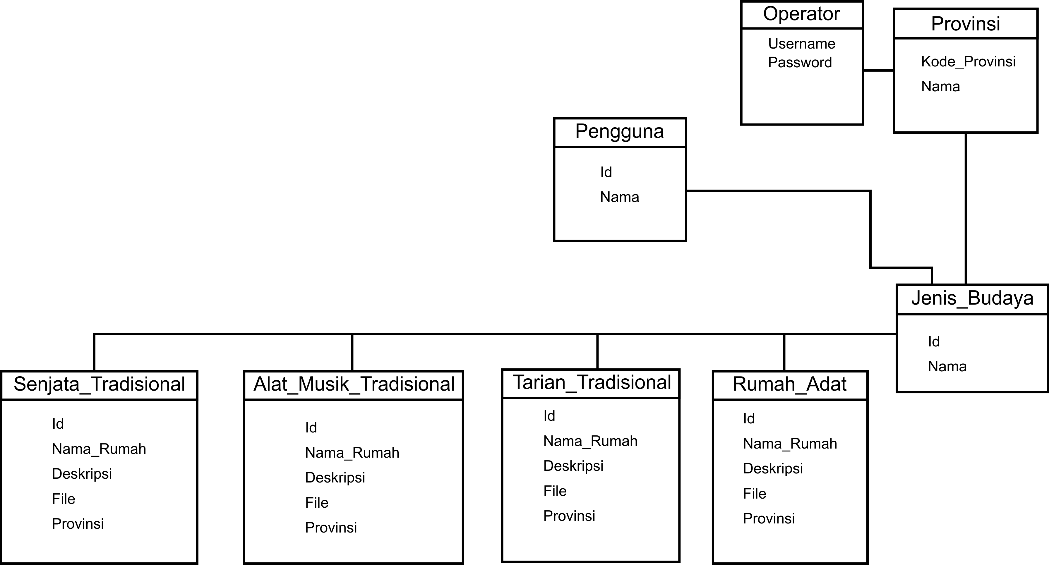 Operator
Username
Password
Provinsi
Kode_Provinsi
Nama
Pengguna
Id
Nama
Jenis_Budaya
Id
Nama
Senjata_Tradisional
Id
Nama_Rumah
Deskripsi
File
Provinsi
Alat_Musik_Tradisional
Id
Nama_Rumah
Deskripsi
File
Provinsi
Tarian_Tradisional
Id
Nama_Rumah
Deskripsi
File
Provinsi
Rumah_Adat
Id
Nama_Rumah
Deskripsi
File
Provinsi